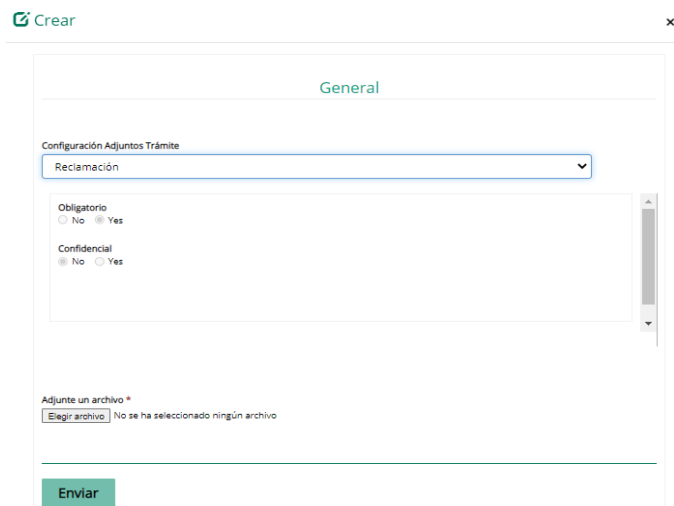 Crear
×
General
Configuración Adjuntos Trámite
Reclamación
Obligatorio
No Yes
Confidencial
No Yes
Adjunte un archivo *
Elegir archivo No se ha seleccionado ningún archivo
Enviar